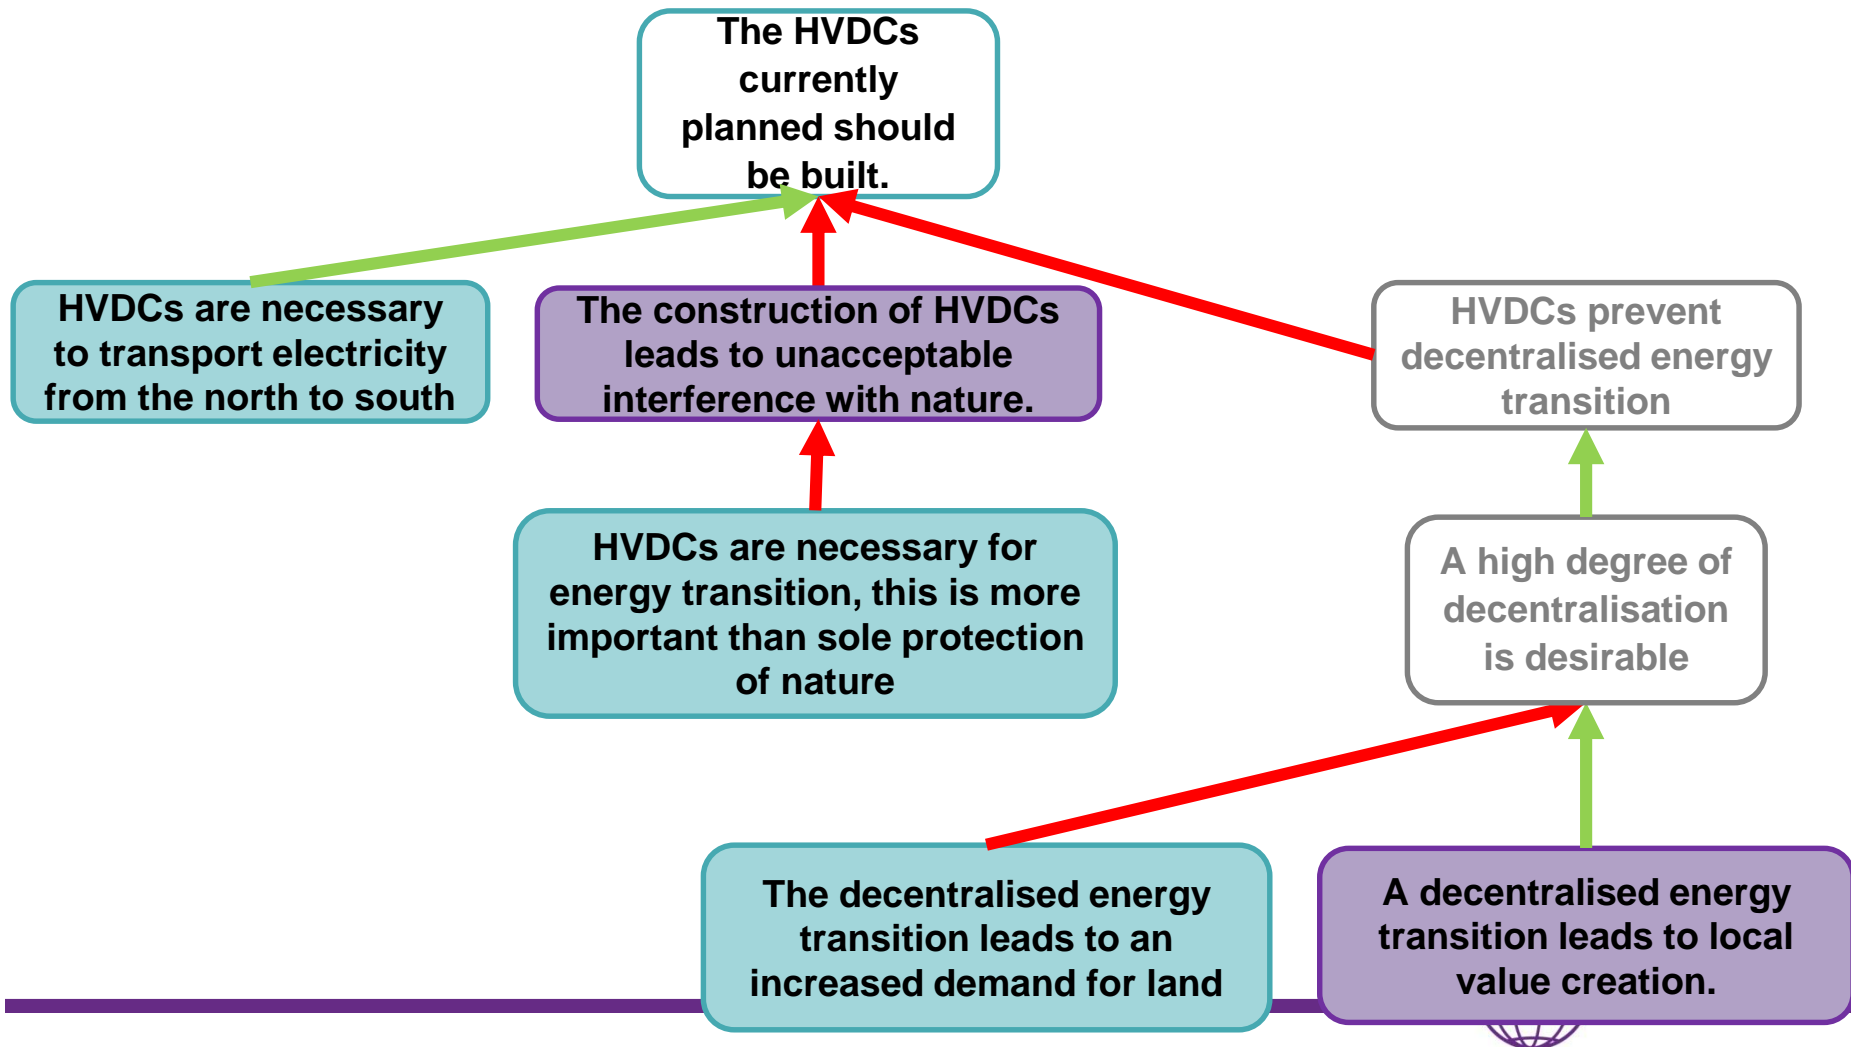 The HVDCs
currently
planned should
be built.
HVDCs are necessary
to transport electricity
from the north to south
The construction of HVDCs
leads to unacceptable
interference with nature.
HVDCs prevent
decentralised energy
transition
HVDCs are necessary for
energy transition, this is more
important than sole protection
of nature
A high degree of
decentralisation
is desirable
The decentralised energy
transition leads to an
increased demand for land
A decentralised energy
transition leads to local
value creation.